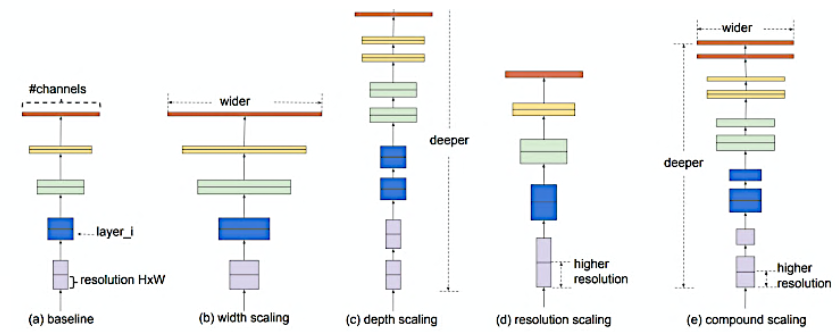 #channels
layer_i
resolution HxW
(a) baseline
wider
(b) width scaling
deeper
(c) depth scaling
higher
resolution
(d) resolution scaling
wider
deeper
higher
resolution
(e) compound scaling